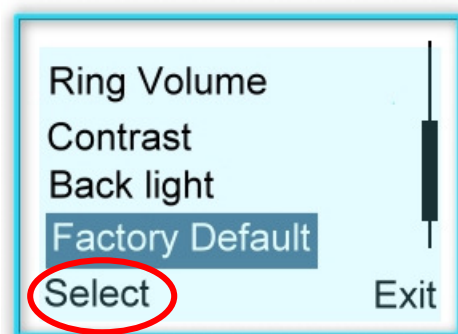 Ring Volume
Contrast
Back light
Factory Default
Select Exit